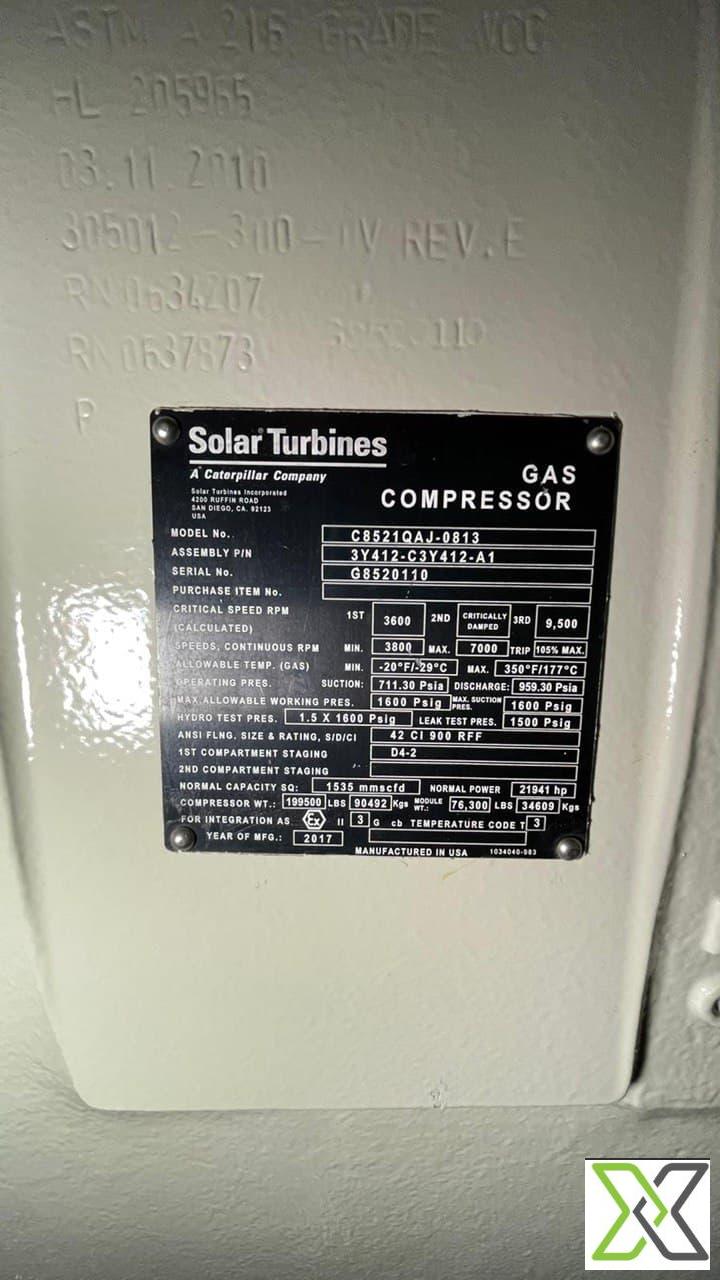 ASTM A 216 GRADE WCC
HL 205965
03.11.2010
305012-300- V REV.E
RN 0634207
RN 0637873
P
Solar Turbines
A Caterpillar Company
Solar Turbines Incorporated
4200 RUFFIN ROAD
SAN DIEGO, CA. 92123
USA
GAS
COMPRESSOR
MODEL No. C8521QAJ-0813
ASSEMBLY P/N 3Y412-C3Y412-A1
SERIAL No. G8520110
PURCHASE ITEM No.
CRITICAL SPEED RPM (CALCULATED) 1ST 3600 2ND CRITICALLY DAMPED 3RD 9,500
SPEEDS, CONTINUOUS RPM MIN. 3800 MAX. 7000 TRIP 105% MAX.
ALLOWABLE TEMP. (GAS) MIN. -20°F/-29°C MAX. 350°F/177°C
OPERATING PRES. SUCTION: 711.30 Psia DISCHARGE: 959.30 Psia
MAX.ALLOWABLE WORKING PRES. 1600 Psig MAX. SUCTION PRES. 1600 Psig
HYDRO TEST PRES. 1.5 X 1600 Psig LEAK TEST PRES. 1500 Psig
ANSI FLNG. SIZE & RATING, S/D/CI 42 CI 900 RFF
1ST COMPARTMENT STAGING D4-2
2ND COMPARTMENT STAGING
NORMAL CAPACITY SQ: 1535 mmscfd NORMAL POWER 21941 hp
COMPRESSOR WT.: 199500 LBS 90492 Kgs MODULE WT.: 76,300 LBS 34609 Kgs
FOR INTEGRATION AS Ex II 3 G cb TEMPERATURE CODE T 3
YEAR OF MFG.: 2017
MANUFACTURED IN USA 1034040-983